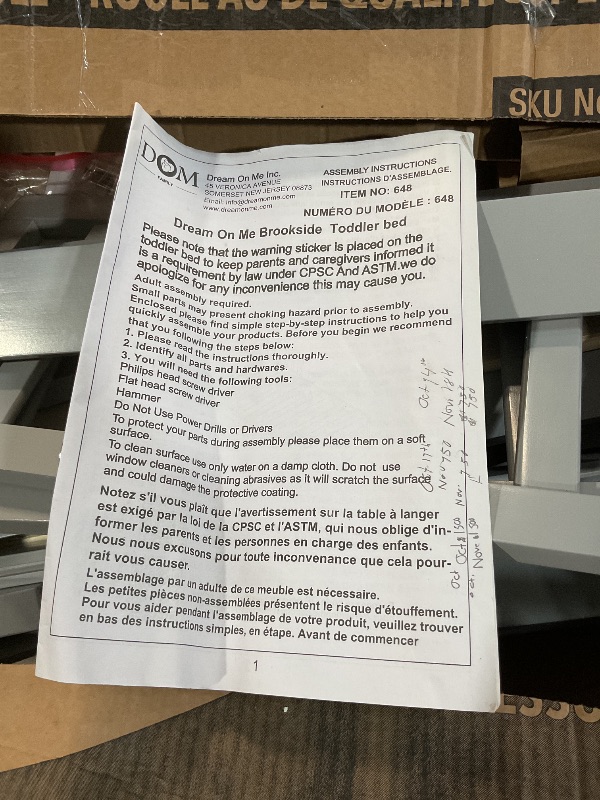 SKU No
DOM
FAMILY
Dream On Me Inc.
45 VERONICA AVENUE
SOMERSET NEW JERSEY 08873
Email: info@dreamonme.com
www.dreamonme.com
ASSEMBLY INSTRUCTIONS
INSTRUCTIONS D'ASSEMBLAGE.
ITEM NO: 648
NUMÉRO DU MODÈLE : 648
Dream On Me Brookside Toddler bed
Please note that the warning sticker is placed on the
toddler bed to keep parents and caregivers informed it
is a requirement by law under CPSC And ASTM.we do
apologize for any inconvenience this may cause you.
Adult assembly required.
Small parts may present choking hazard prior to assembly.
Enclosed please find simple step-by-step instructions to help you
quickly assemble your products. Before you begin we recommend
that you following the steps below:
1. Please read the instructions thoroughly.
2. Identify all parts and hardwares.
3. You will need the following tools:
Philips head screw driver
Flat head screw driver
Hammer
Do Not Use Power Drills or Drivers
To protect your parts during assembly please place them on a soft
surface.
To clean surface use only water on a damp cloth. Do not use
window cleaners or cleaning abrasives as it will scratch the surface
and could damage the protective coating.
Notez s'il vous plaît que l'avertissement sur la table à langer
est exigé par la loi de la CPSC et l'ASTM, qui nous oblige d'in-
former les parents et les personnes en charge des enfants.
Nous nous excusons pour toute inconvenance que cela pour-
rait vous causer.
L'assemblage par un adulte de ce meuble est nécessaire.
Les petites pièces non-assemblées présentent le risque d'étouffement.
Pour vous aider pendant l'assemblage de votre produit, veuillez trouver
en bas des instructions simples, en étape. Avant de commencer
1
Oct 17th
Nov 750